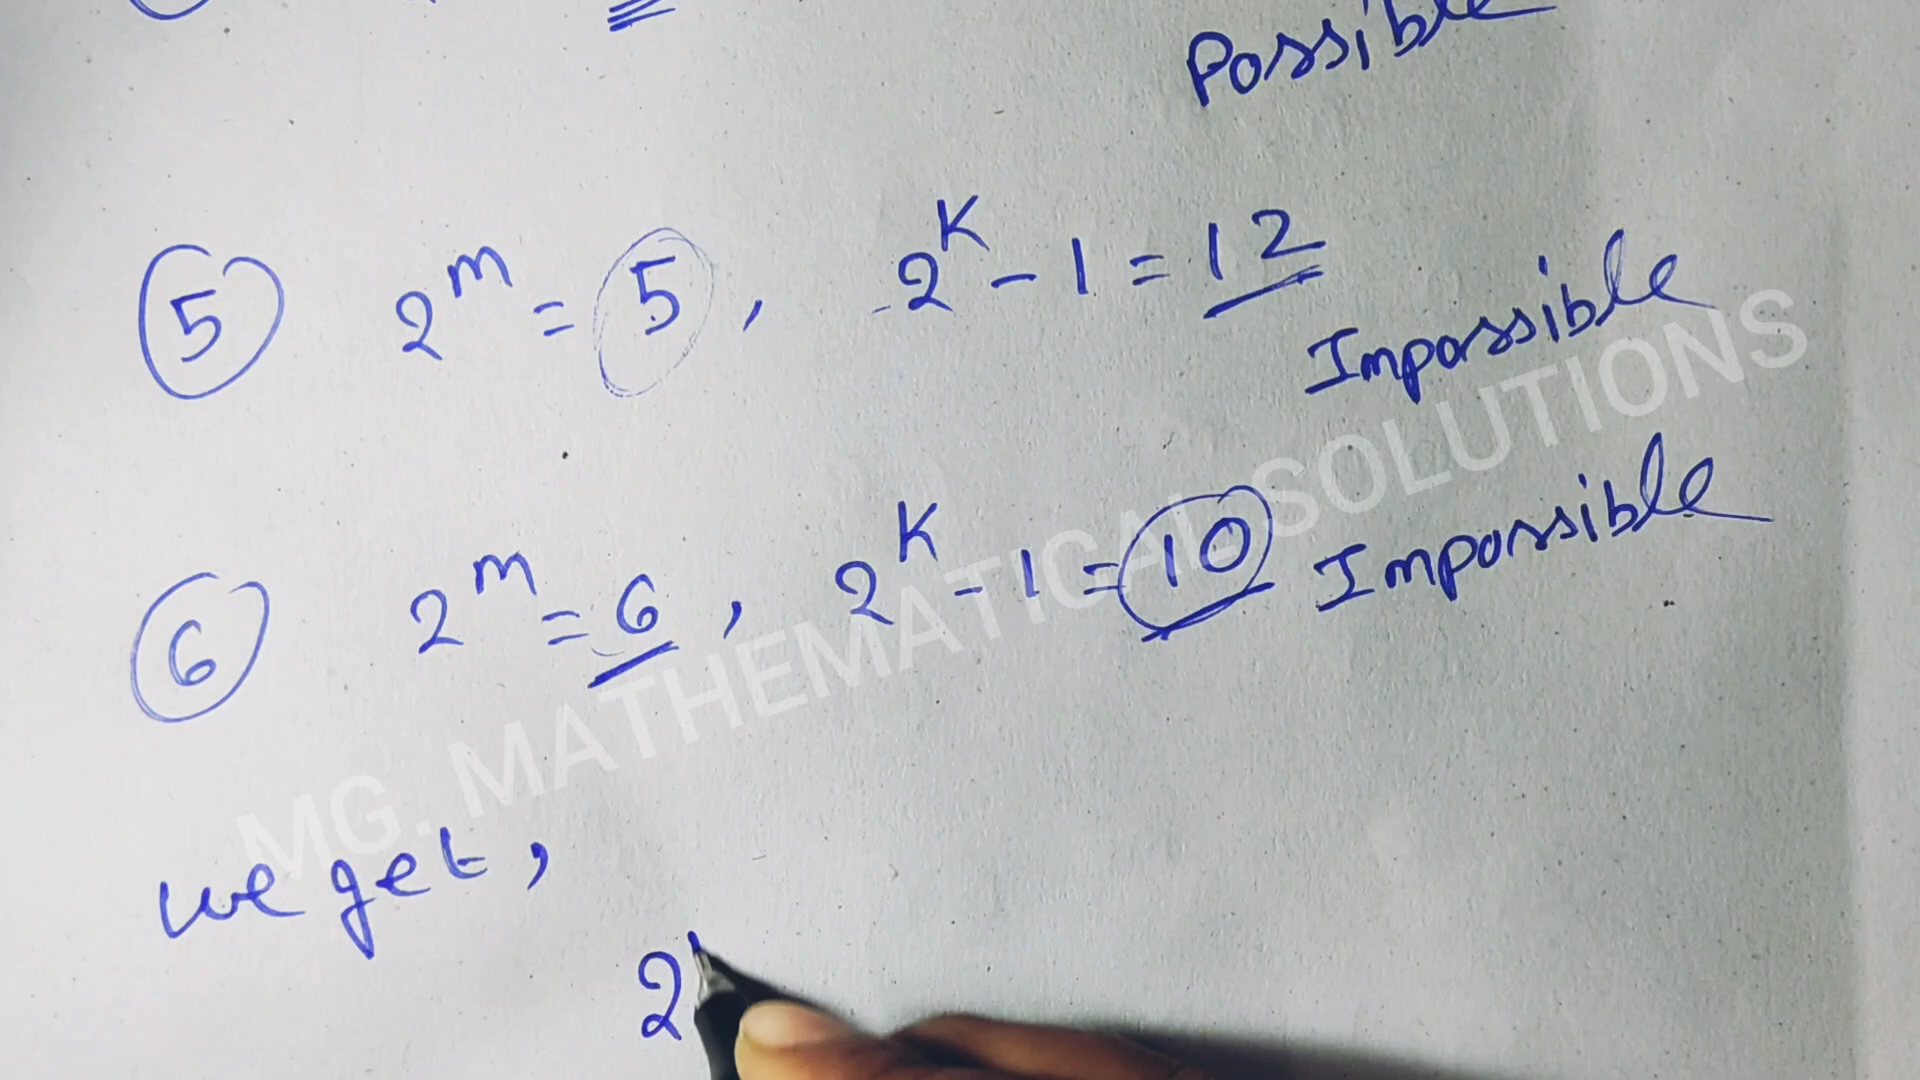 Possible
⑤ 2^m = 5, 2^K - 1 = 12
Impossible
⑥ 2^m = 6, 2^K - 1 = 10 Impossible
MG. MATHEMATICAL SOLUTIONS
we get,
2